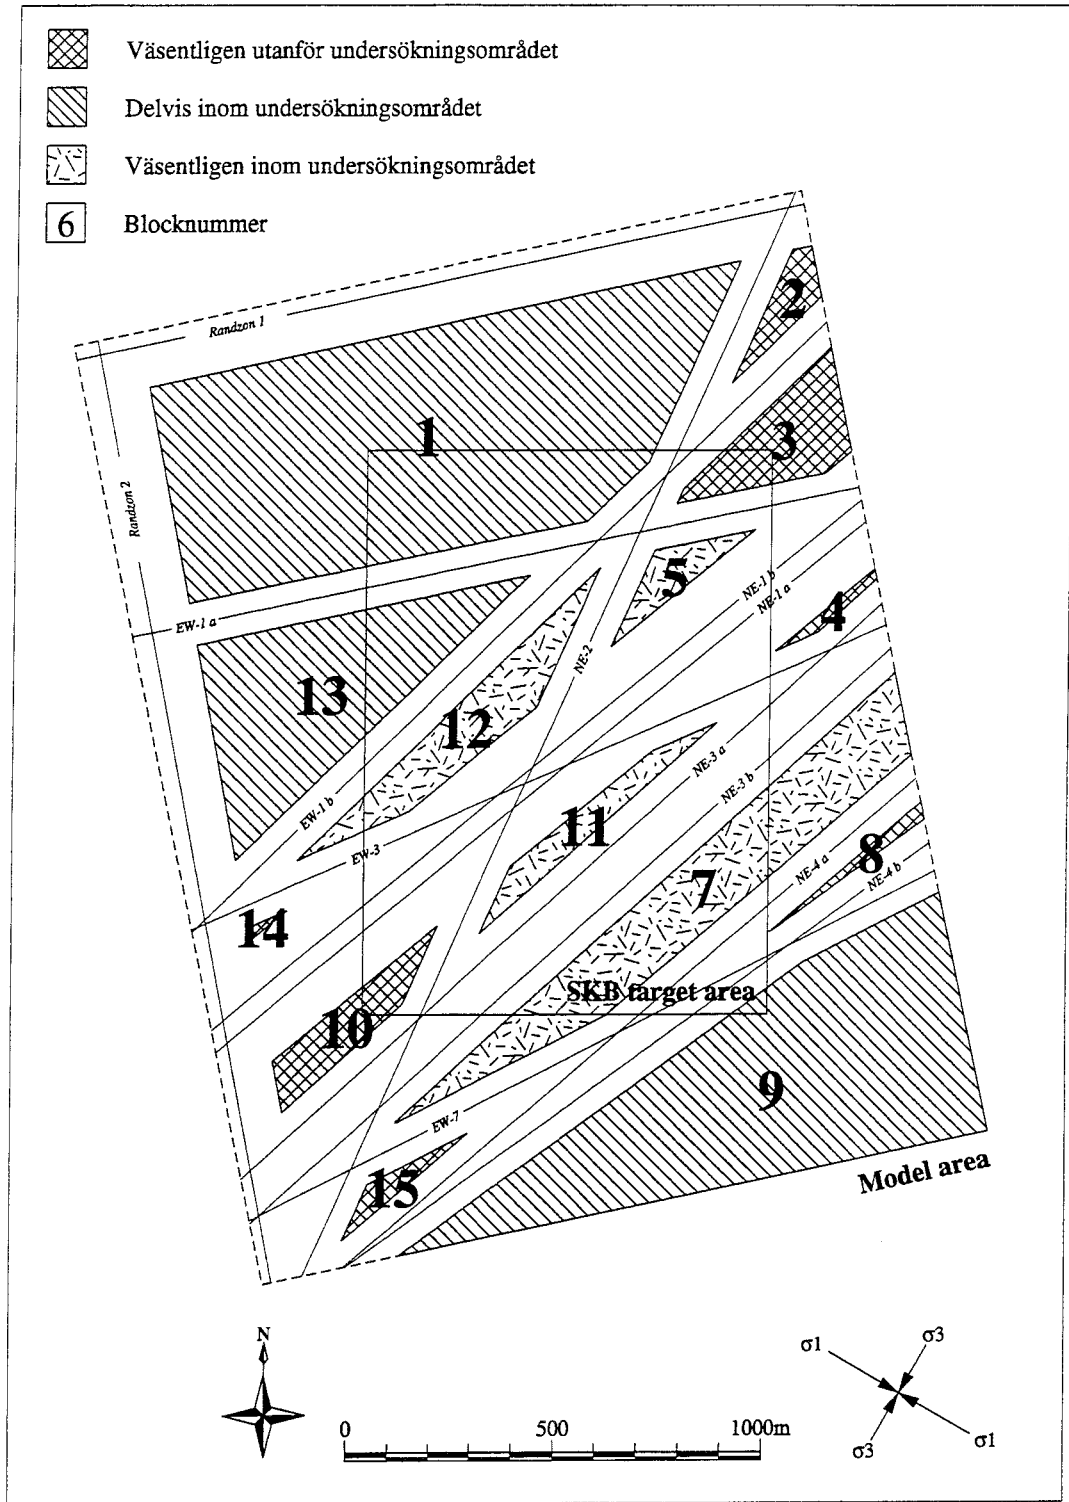 Väsentligen utanför undersökningsområdet
Delvis inom undersökningsområdet
Väsentligen inom undersökningsområdet
6 Blocknummer
Randzon 1
2
1
3
Randzon 2
5
NE-1 b
NE-1 a
4
EW-1 a
NE-2
13
12
NE-3 a
NE-3 b
EW-1 b
11
EW-3
8
NE-4 a
NE-4 b
7
14
SKB target area
10
9
EW-7
15
Model area
N
σ1
σ3
0 500 1000m
σ3
σ1